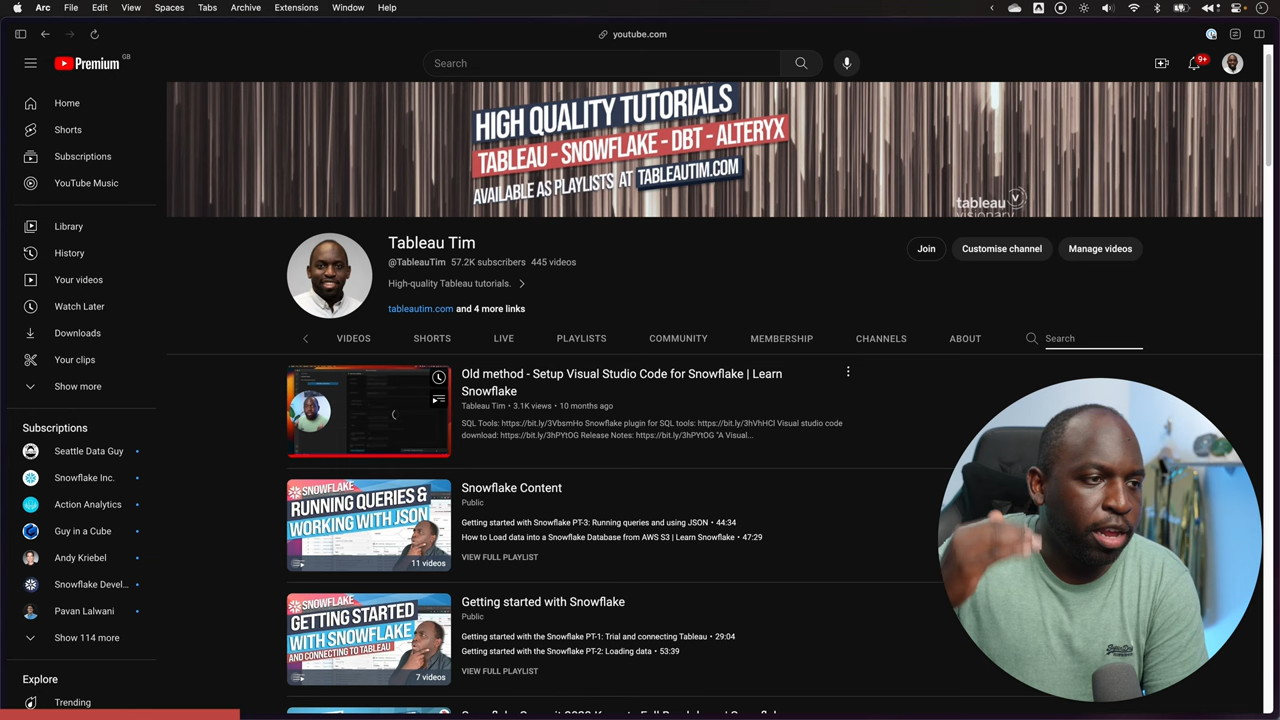 Arc File Edit View Spaces Tabs Archive Extensions Window Help
youtube.com
Premium GB
Search
9+
Home
Shorts
Subscriptions
YouTube Music
Library
History
Your videos
Watch Later
Downloads
Your clips
Show more
Subscriptions
Seattle Data Guy
Snowflake Inc.
Action Analytics
Guy in a Cube
Andy Kriebel
Snowflake Devel...
Pavan Lalwani
Show 114 more
Explore
Trending
HIGH QUALITY TUTORIALS
TABLEAU - SNOWFLAKE - DBT - ALTERYX
AVAILABLE AS PLAYLISTS AT TABLEAUTIM.COM
tableau
visionary
Tableau Tim
@TableauTim 57.2K subscribers 445 videos
High-quality Tableau tutorials.
tableautim.com and 4 more links
Join Customise channel Manage videos
VIDEOS SHORTS LIVE PLAYLISTS COMMUNITY MEMBERSHIP CHANNELS ABOUT Search
Old method - Setup Visual Studio Code for Snowflake | Learn
Snowflake
Tableau Tim • 3.1K views • 10 months ago
SQL Tools: https://bit.ly/3VbsmHo Snowflake plugin for SQL tools: https://bit.ly/3hVhHCl Visual studio code
download: https://bit.ly/3hPYtOG Release Notes: https://bit.ly/3hPYtOG "A Visual...
SNOWFLAKE
RUNNING QUERIES &
WORKING WITH JSON
11 videos
Snowflake Content
Public
Getting started with Snowflake PT-3: Running queries and using JSON • 44:34
How to Load data into a Snowflake Database from AWS S3 | Learn Snowflake • 47:29
VIEW FULL PLAYLIST
SNOWFLAKE
GETTING STARTED
WITH SNOWFLAKE
AND CONNECTING TO TABLEAU
7 videos
Getting started with Snowflake
Public
Getting started with the Snowflake PT-1: Trial and connecting Tableau • 29:04
Getting started with the Snowflake PT-2: Loading data • 53:39
VIEW FULL PLAYLIST